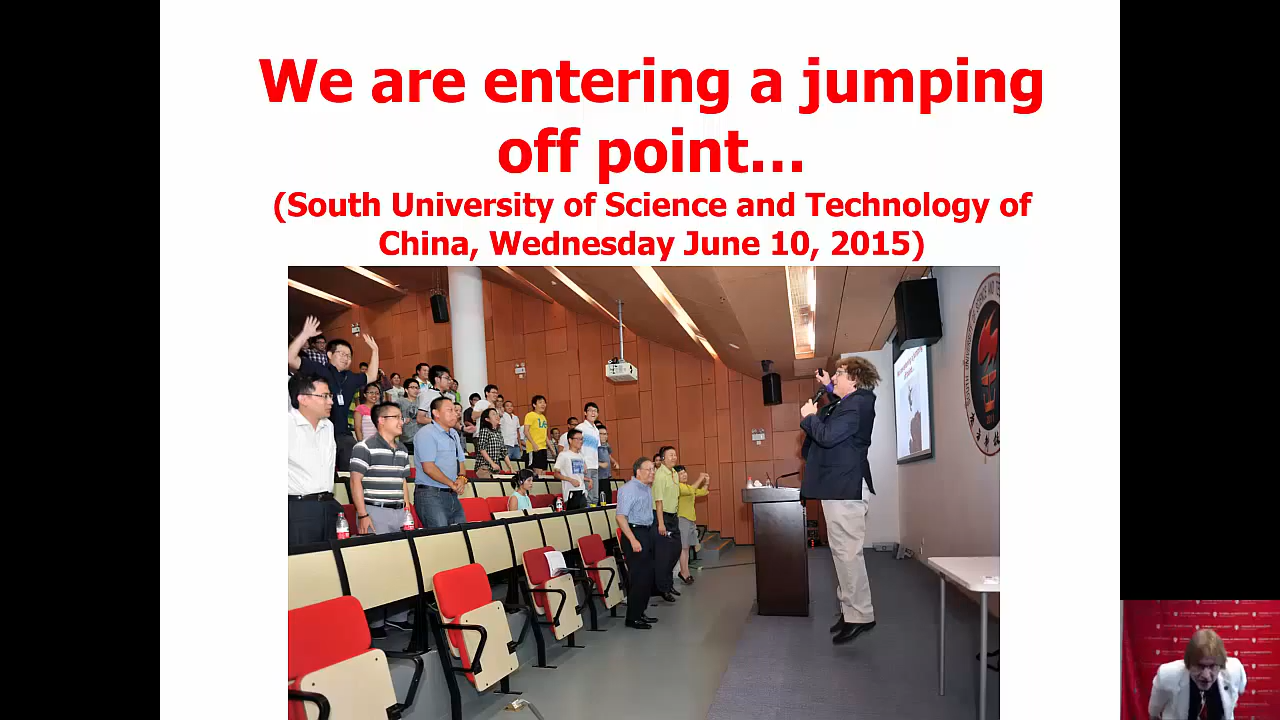 We are entering a jumping
off point...
(South University of Science and Technology of
China, Wednesday June 10, 2015)